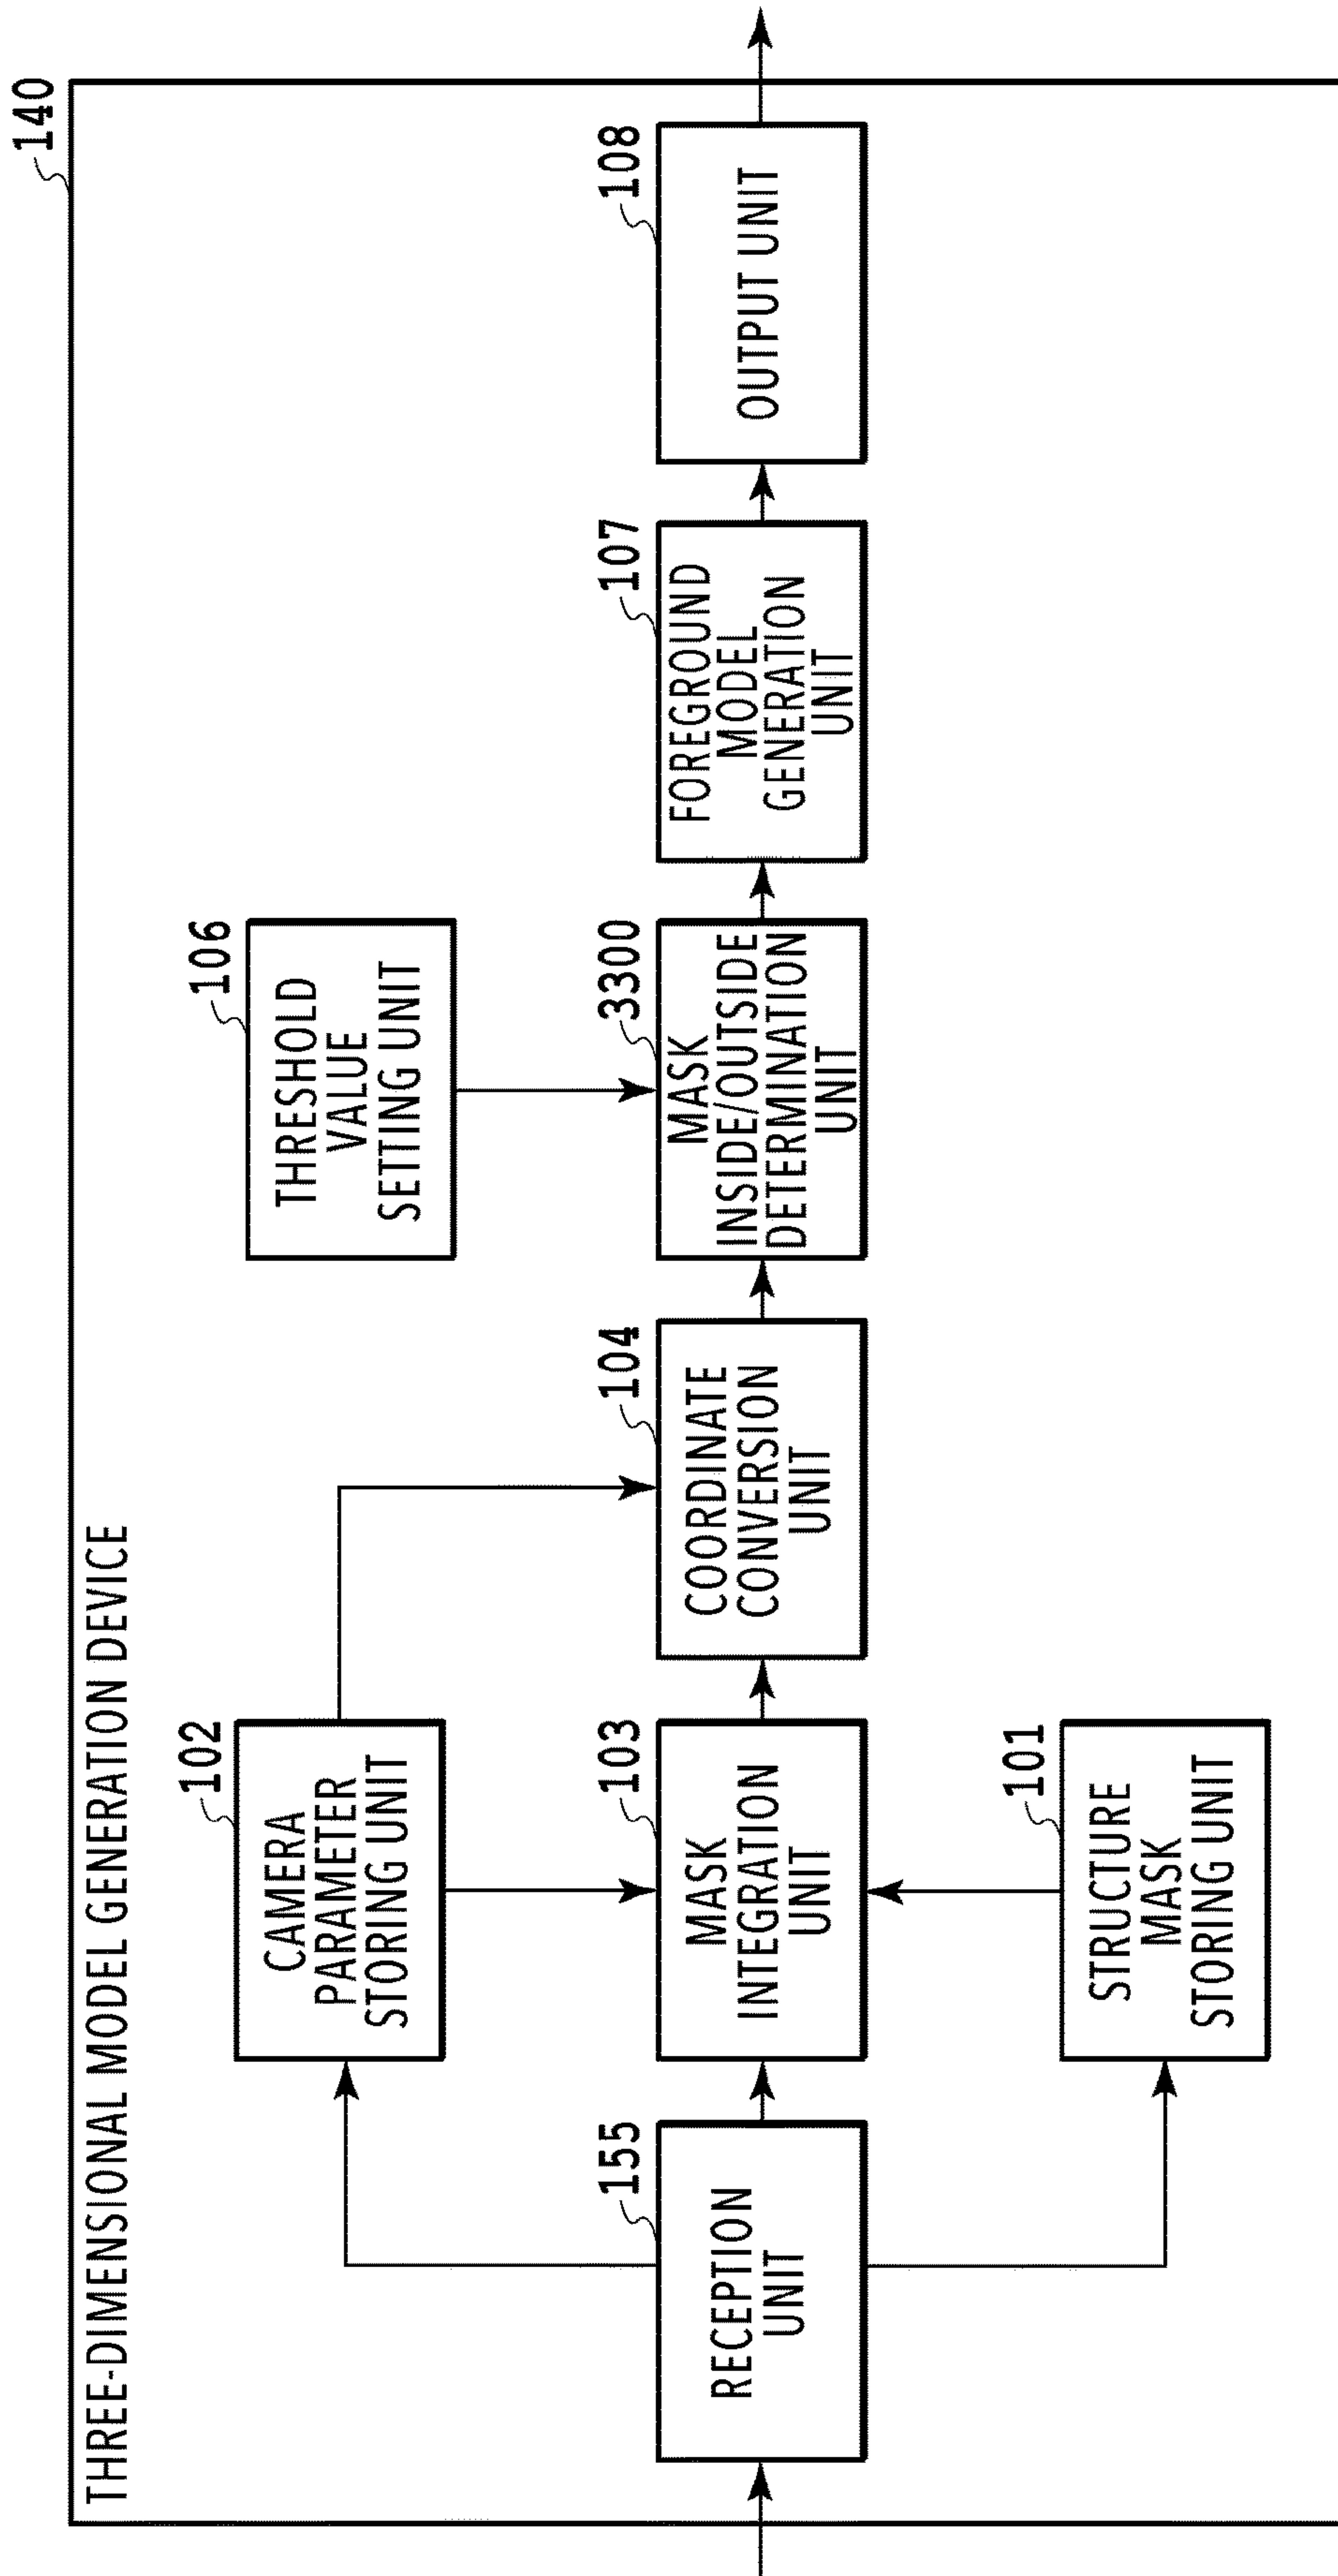 140
THREE-DIMENSIONAL MODEL GENERATION DEVICE
102
CAMERA
PARAMETER
STORING UNIT
106
THRESHOLD
VALUE
SETTING UNIT
155
RECEPTION
UNIT
103
MASK
INTEGRATION
UNIT
104
COORDINATE
CONVERSION
UNIT
3300
MASK
INSIDE/OUTSIDE
DETERMINATION
UNIT
107
FOREGROUND
MODEL
GENERATION
UNIT
108
OUTPUT UNIT
101
STRUCTURE
MASK
STORING UNIT